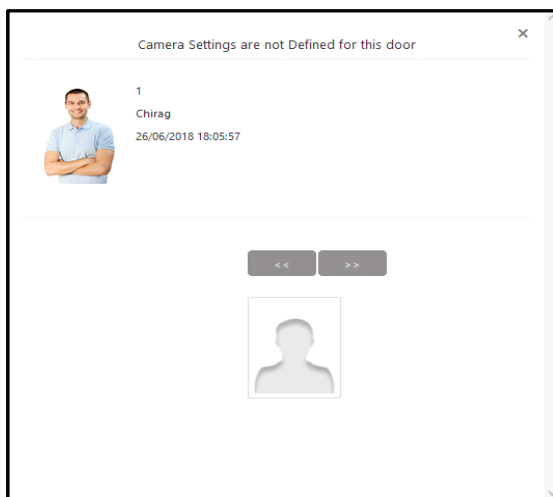 ×
Camera Settings are not Defined for this door
1
Chirag
26/06/2018 18:05:57
<< >>